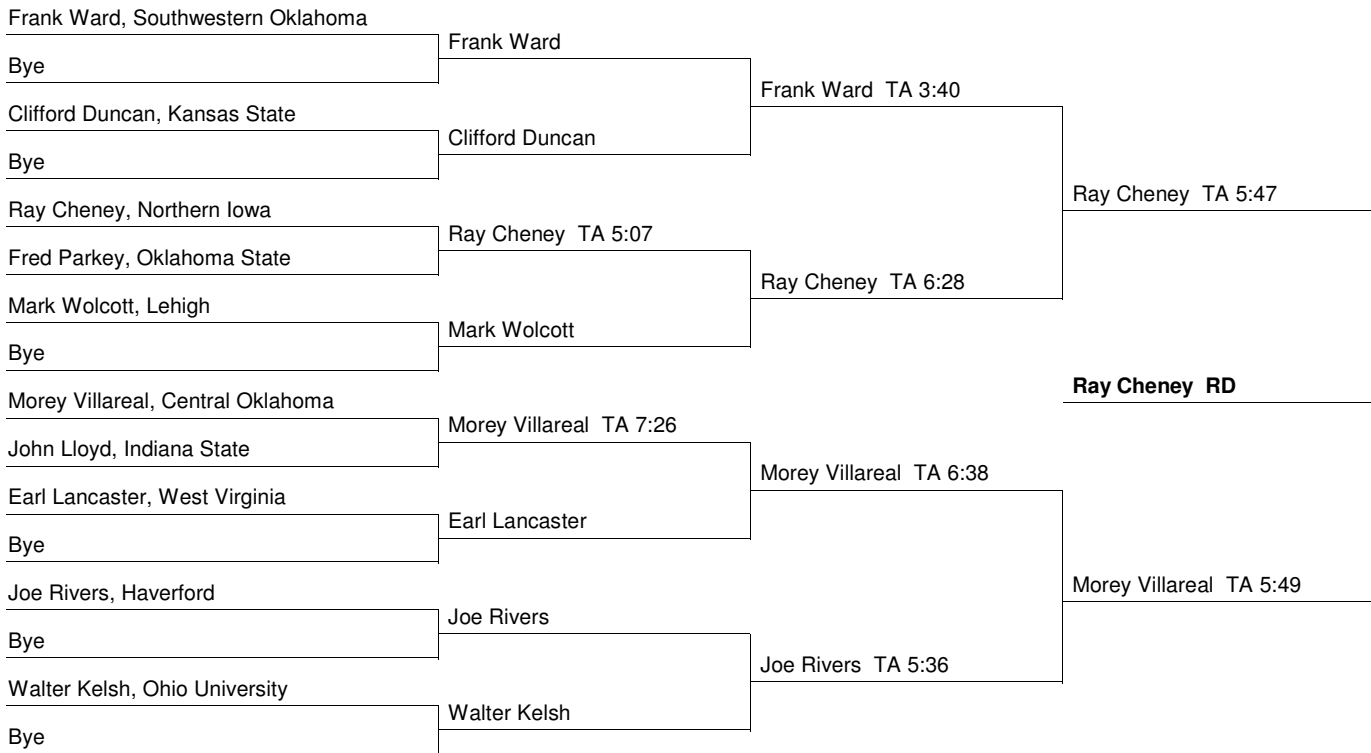 Frank Ward, Southwestern Oklahoma
Bye
Clifford Duncan, Kansas State
Bye
Ray Cheney, Northern Iowa
Fred Parkey, Oklahoma State
Mark Wolcott, Lehigh
Bye
Morey Villareal, Central Oklahoma
John Lloyd, Indiana State
Earl Lancaster, West Virginia
Bye
Joe Rivers, Haverford
Bye
Walter Kelsh, Ohio University
Bye
Frank Ward
Clifford Duncan
Ray Cheney TA 5:07
Mark Wolcott
Morey Villareal TA 7:26
Earl Lancaster
Joe Rivers
Walter Kelsh
Frank Ward TA 3:40
Ray Cheney TA 6:28
Morey Villareal TA 6:38
Joe Rivers TA 5:36
Ray Cheney TA 5:47
Ray Cheney RD
Morey Villareal TA 5:49